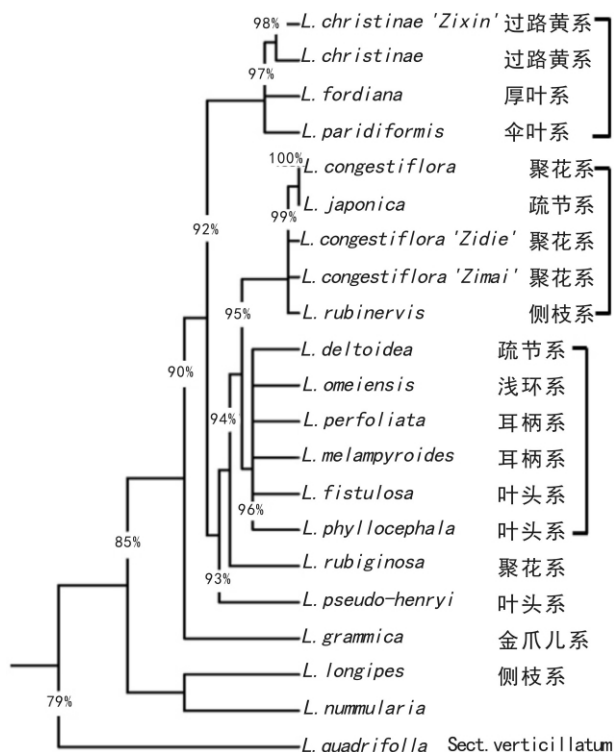 98%
L.christinae 'Zixin' 过路黄系
L.christinae 过路黄系
97%
L.fordiana 厚叶系
L.paridiformis 伞叶系
100%
L.congestiflora 聚花系
L.japonica 疏节系
99%
92%
L.congestiflora 'Zidie' 聚花系
L.congestiflora 'Zimai' 聚花系
95%
L.rubinervis 侧枝系
L.deltoidea 疏节系
90%
L.omeiensis 浅环系
94%
L.perfoliata 耳柄系
L.melampyroides 耳柄系
L.fistulosa 叶头系
96%
L.phyllocephala 叶头系
85%
L.rubiginosa 聚花系
93%
L.pseudo-henryi 叶头系
L.grammica 金爪儿系
L.longipes 侧枝系
79%
L.nummularia
L.quadrifolla Sect.verticillatum